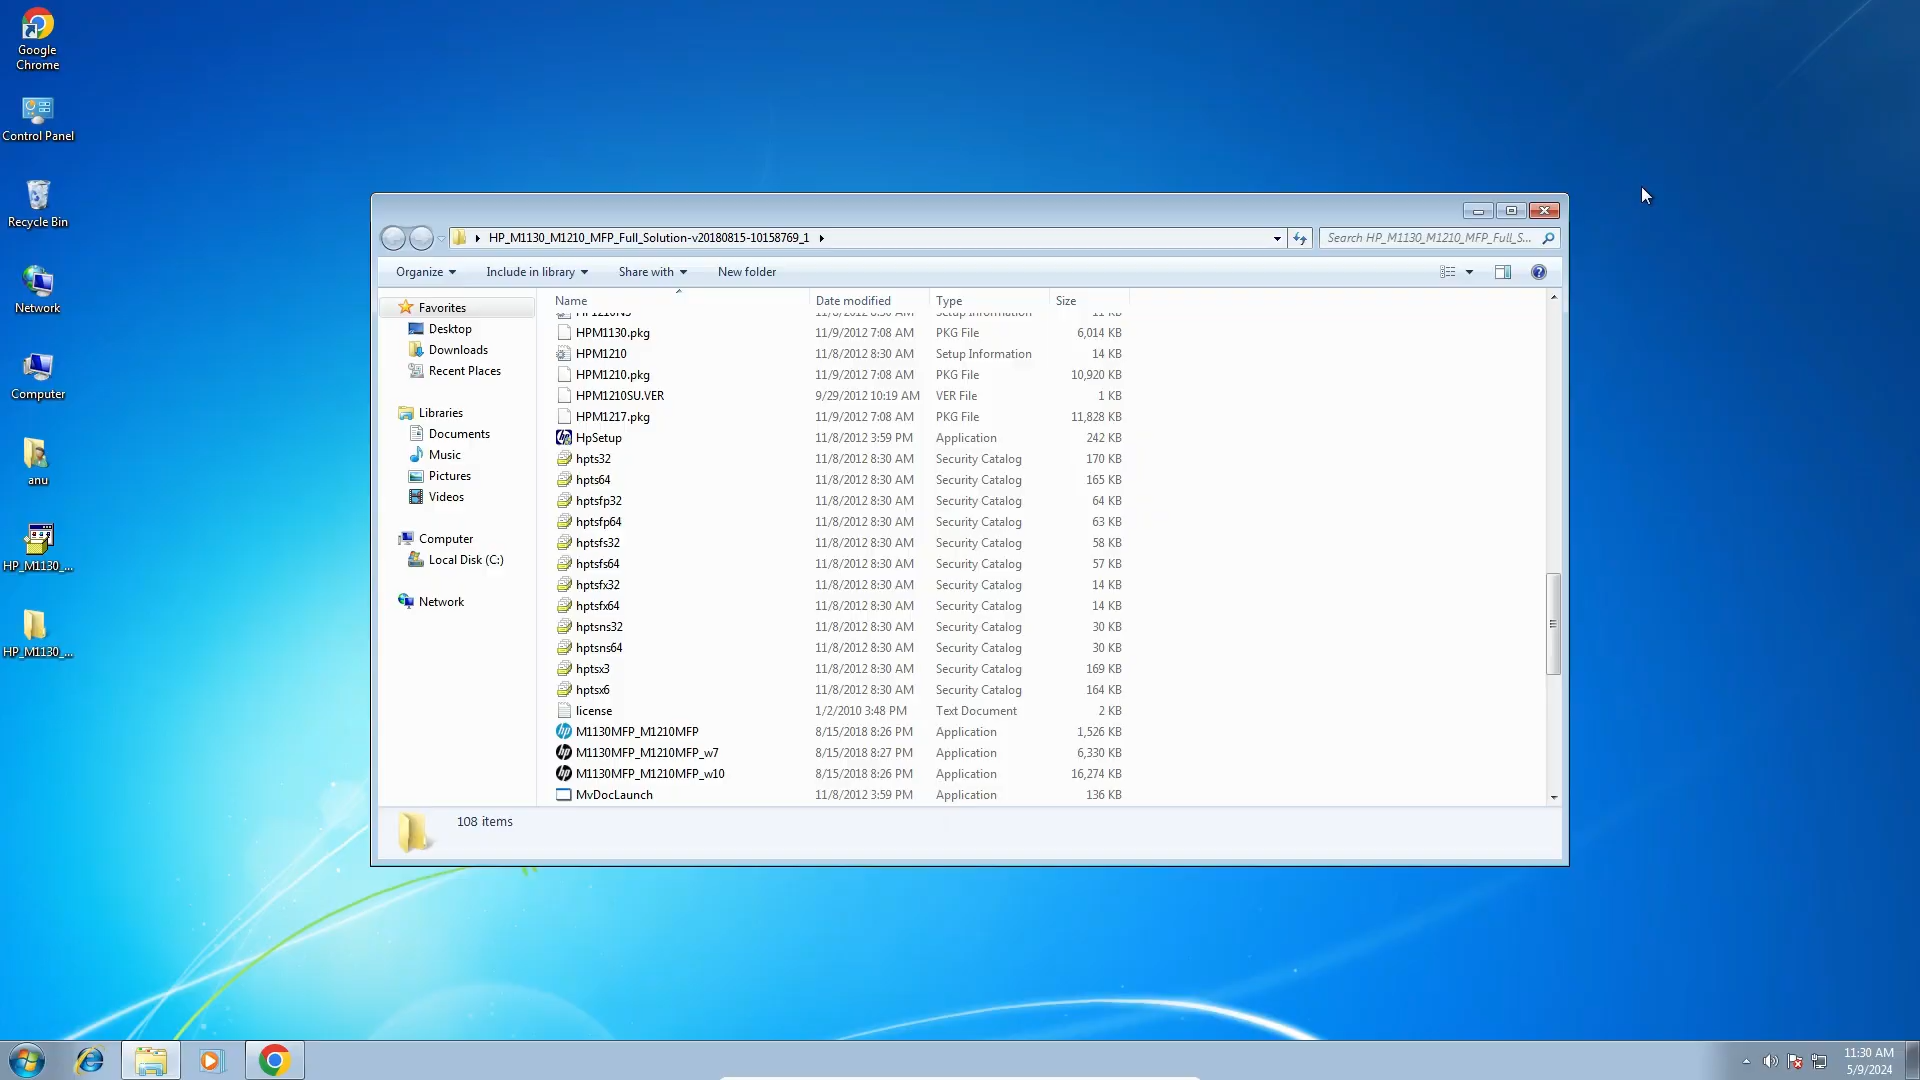 Google
Chrome
Control Panel
Recycle Bin
Network
Computer
anu
HP_M1130_...
HP_M1130_...
HP_M1130_M1210_MFP_Full_Solution-v20180815-10158769_1
Search HP_M1130_M1210_MFP_Full_S...
Organize Include in library Share with New folder
Favorites
Desktop
Downloads
Recent Places
Libraries
Documents
Music
Pictures
Videos
Computer
Local Disk (C:)
Network
Name Date modified Type Size
HPM1130.pkg 11/9/2012 7:08 AM PKG File 6,014 KB
HPM1210 11/8/2012 8:30 AM Setup Information 14 KB
HPM1210.pkg 11/9/2012 7:08 AM PKG File 10,920 KB
HPM1210SU.VER 9/29/2012 10:19 AM VER File 1 KB
HPM1217.pkg 11/9/2012 7:08 AM PKG File 11,828 KB
HpSetup 11/8/2012 3:59 PM Application 242 KB
hpts32 11/8/2012 8:30 AM Security Catalog 170 KB
hpts64 11/8/2012 8:30 AM Security Catalog 165 KB
hptsfp32 11/8/2012 8:30 AM Security Catalog 64 KB
hptsfp64 11/8/2012 8:30 AM Security Catalog 63 KB
hptsfs32 11/8/2012 8:30 AM Security Catalog 58 KB
hptsfs64 11/8/2012 8:30 AM Security Catalog 57 KB
hptsfx32 11/8/2012 8:30 AM Security Catalog 14 KB
hptsfx64 11/8/2012 8:30 AM Security Catalog 14 KB
hptsns32 11/8/2012 8:30 AM Security Catalog 30 KB
hptsns64 11/8/2012 8:30 AM Security Catalog 30 KB
hptsx3 11/8/2012 8:30 AM Security Catalog 169 KB
hptsx6 11/8/2012 8:30 AM Security Catalog 164 KB
license 1/2/2010 3:48 PM Text Document 2 KB
M1130MFP_M1210MFP 8/15/2018 8:26 PM Application 1,526 KB
M1130MFP_M1210MFP_w7 8/15/2018 8:27 PM Application 6,330 KB
M1130MFP_M1210MFP_w10 8/15/2018 8:26 PM Application 16,274 KB
MvDocLaunch 11/8/2012 3:59 PM Application 136 KB
108 items
11:30 AM
5/9/2024